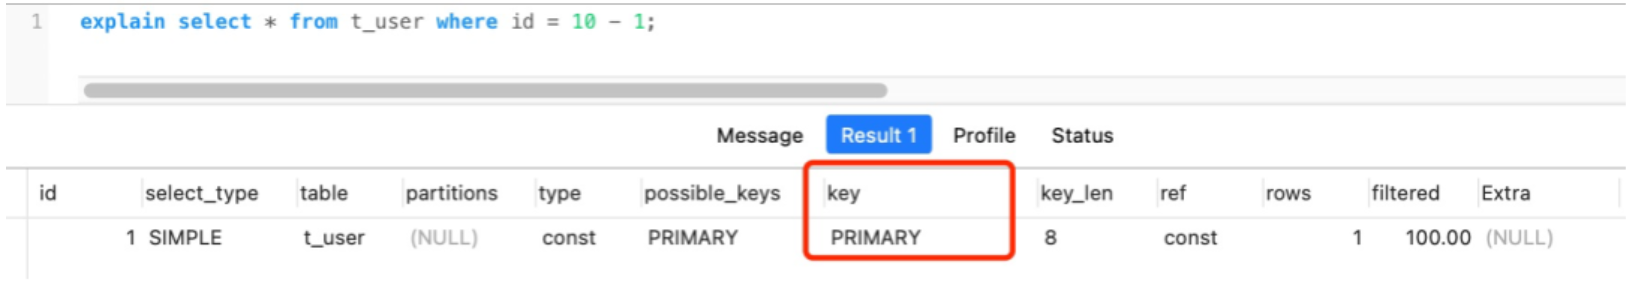 1 explain select * from t_user where id = 10 - 1;
Message Result 1 Profile Status
id select_type table partitions type possible_keys key key_len ref rows filtered Extra
1 SIMPLE t_user (NULL) const PRIMARY PRIMARY 8 const 1 100.00 (NULL)